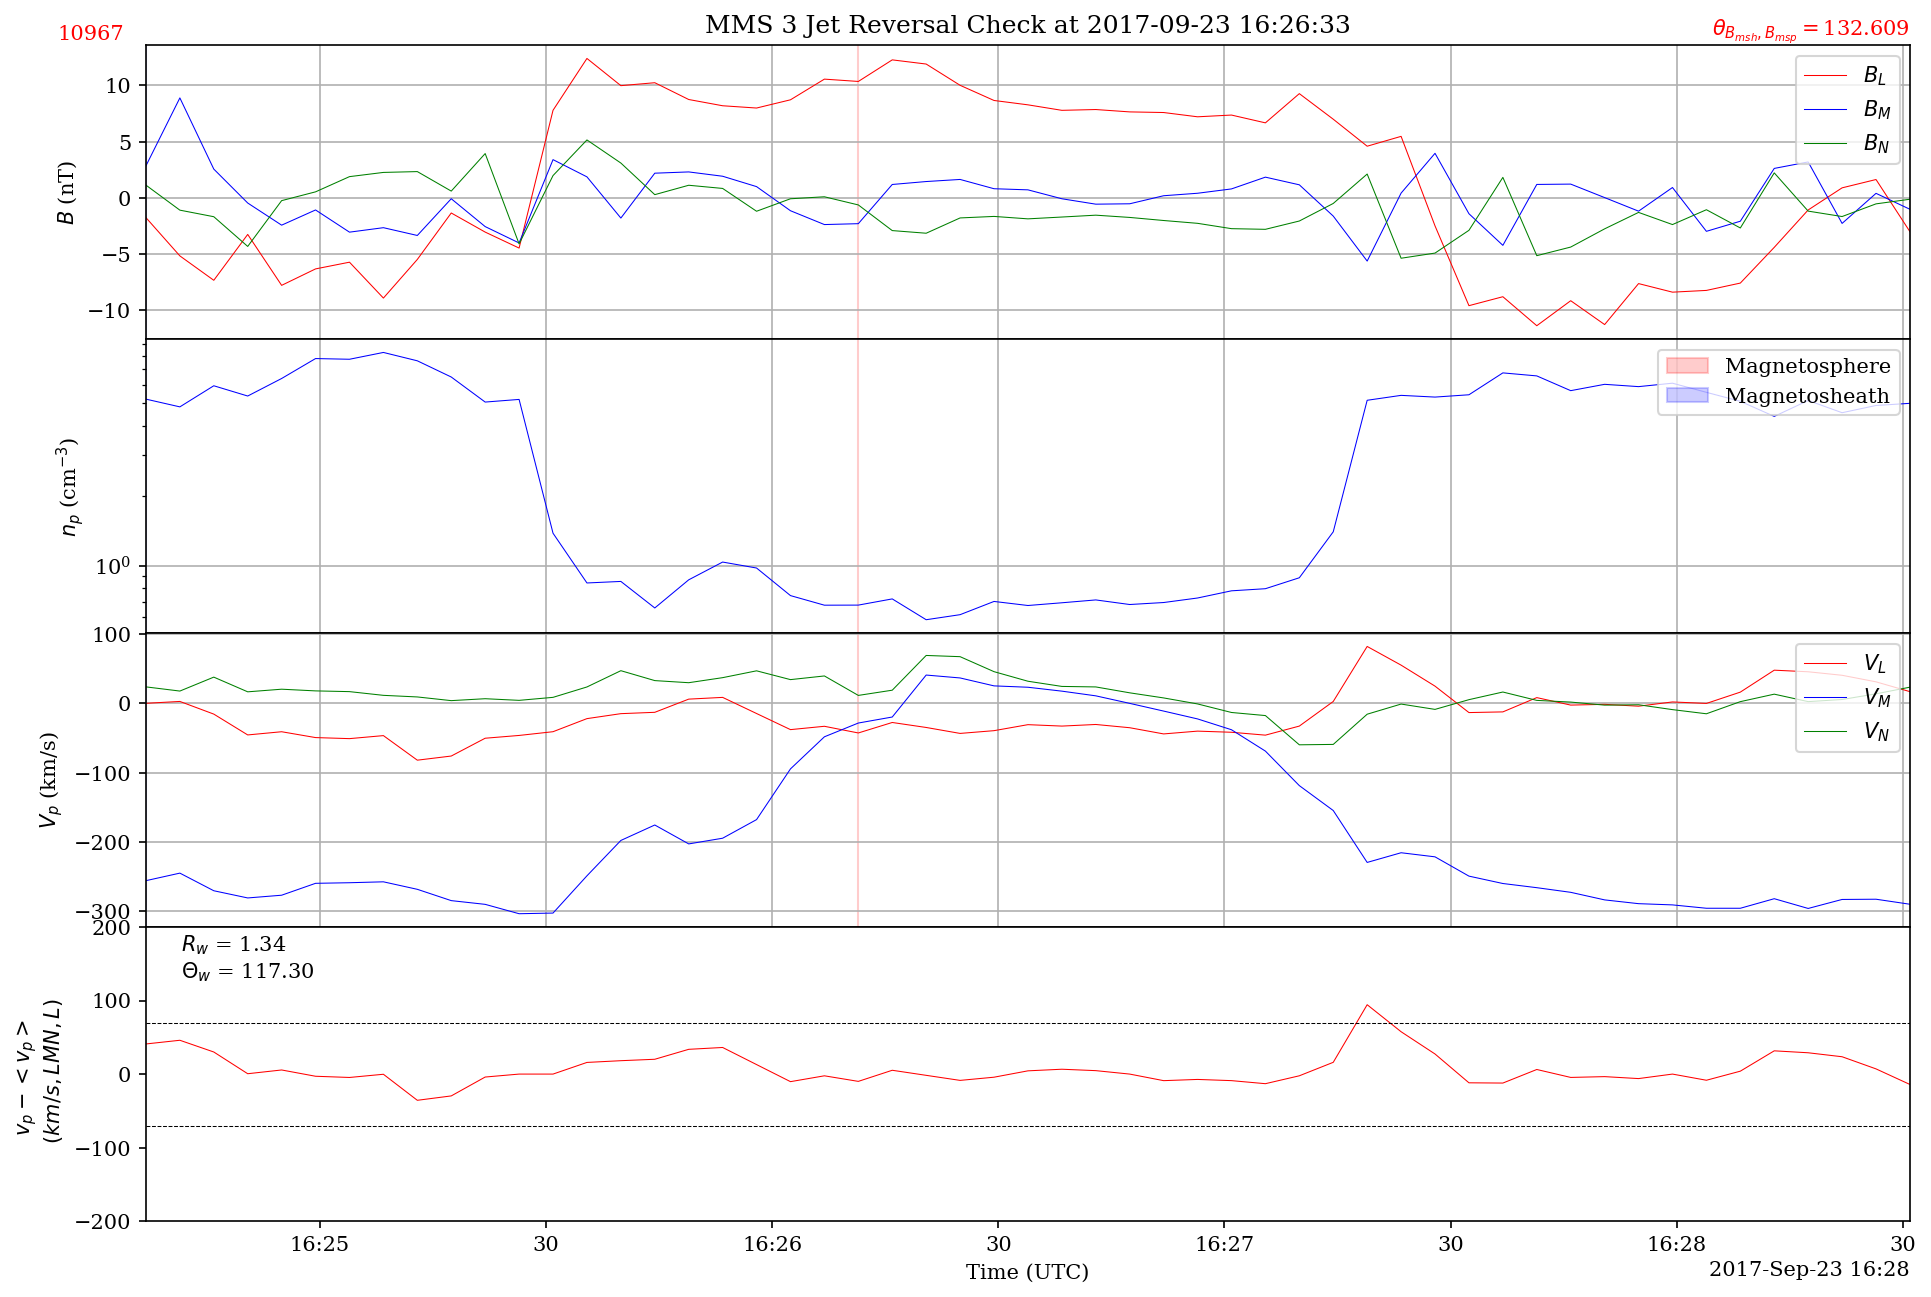 10967
MMS 3 Jet Reversal Check at 2017-09-23 16:26:33
θ_{B_{msh}, B_{msp}} = 132.609
B (nT)
10
5
0
−5
−10
B_L
B_M
B_N
n_p (cm^{−3})
10^0
Magnetosphere
Magnetosheath
V_p (km/s)
100
0
−100
−200
−300
V_L
V_M
V_N
v_p − < v_p >
(km/s, LMN, L)
200
100
0
−100
−200
R_w = 1.34
Θ_w = 117.30
16:25 30 16:26 30 16:27 30 16:28 30
Time (UTC)
2017-Sep-23 16:28